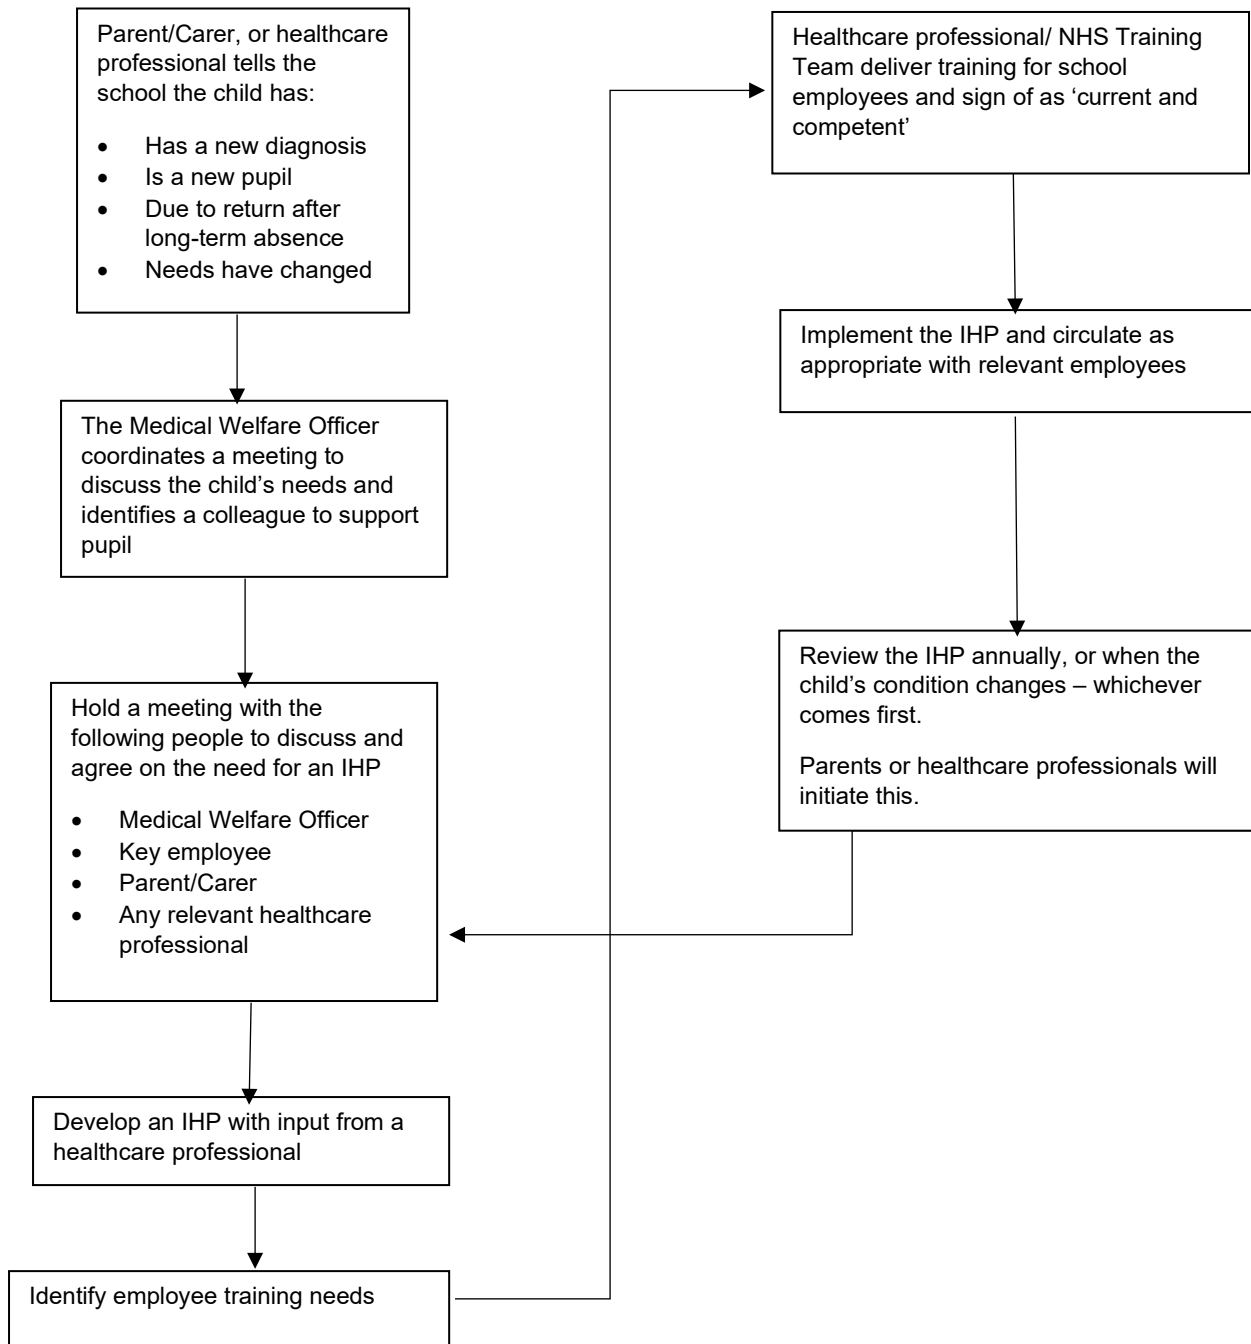 Parent/Carer, or healthcare
professional tells the
school the child has:
• Has a new diagnosis
• Is a new pupil
• Due to return after
long-term absence
• Needs have changed
The Medical Welfare Officer
coordinates a meeting to
discuss the child’s needs and
identifies a colleague to support
pupil
Hold a meeting with the
following people to discuss and
agree on the need for an IHP
• Medical Welfare Officer
• Key employee
• Parent/Carer
• Any relevant healthcare
professional
Develop an IHP with input from a
healthcare professional
Identify employee training needs
Healthcare professional/ NHS Training
Team deliver training for school
employees and sign of as ‘current and
competent’
Implement the IHP and circulate as
appropriate with relevant employees
Review the IHP annually, or when the
child’s condition changes – whichever
comes first.
Parents or healthcare professionals will
initiate this.